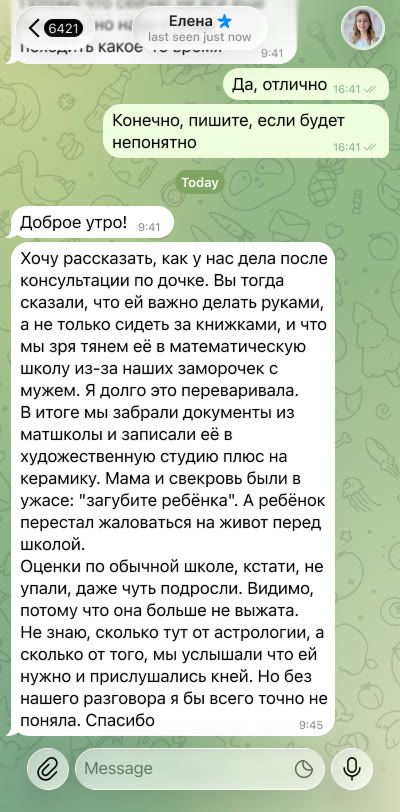 6421
Елена
last seen just now
походить какое-то время
9:41
Да, отлично 16:41
Конечно, пишите, если будет
непонятно 16:41
Today
Доброе утро! 9:41
Хочу рассказать, как у нас дела после
консультации по дочке. Вы тогда
сказали, что ей важно делать руками,
а не только сидеть за книжками, и что
мы зря тянем её в математическую
школу из-за наших заморочек с
мужем. Я долго это переваривала.
В итоге мы забрали документы из
матшколы и записали её в
художественную студию плюс на
керамику. Мама и свекровь были в
ужасе: "загубите ребёнка". А ребёнок
перестал жаловаться на живот перед
школой.
Оценки по обычной школе, кстати, не
упали, даже чуть подросли. Видимо,
потому что она больше не выжата.
Не знаю, сколько тут от астрологии, а
сколько от того, мы услышали что ей
нужно и прислушались кней. Но без
нашего разговора я бы всего точно не
поняла. Спасибо 9:45
Message